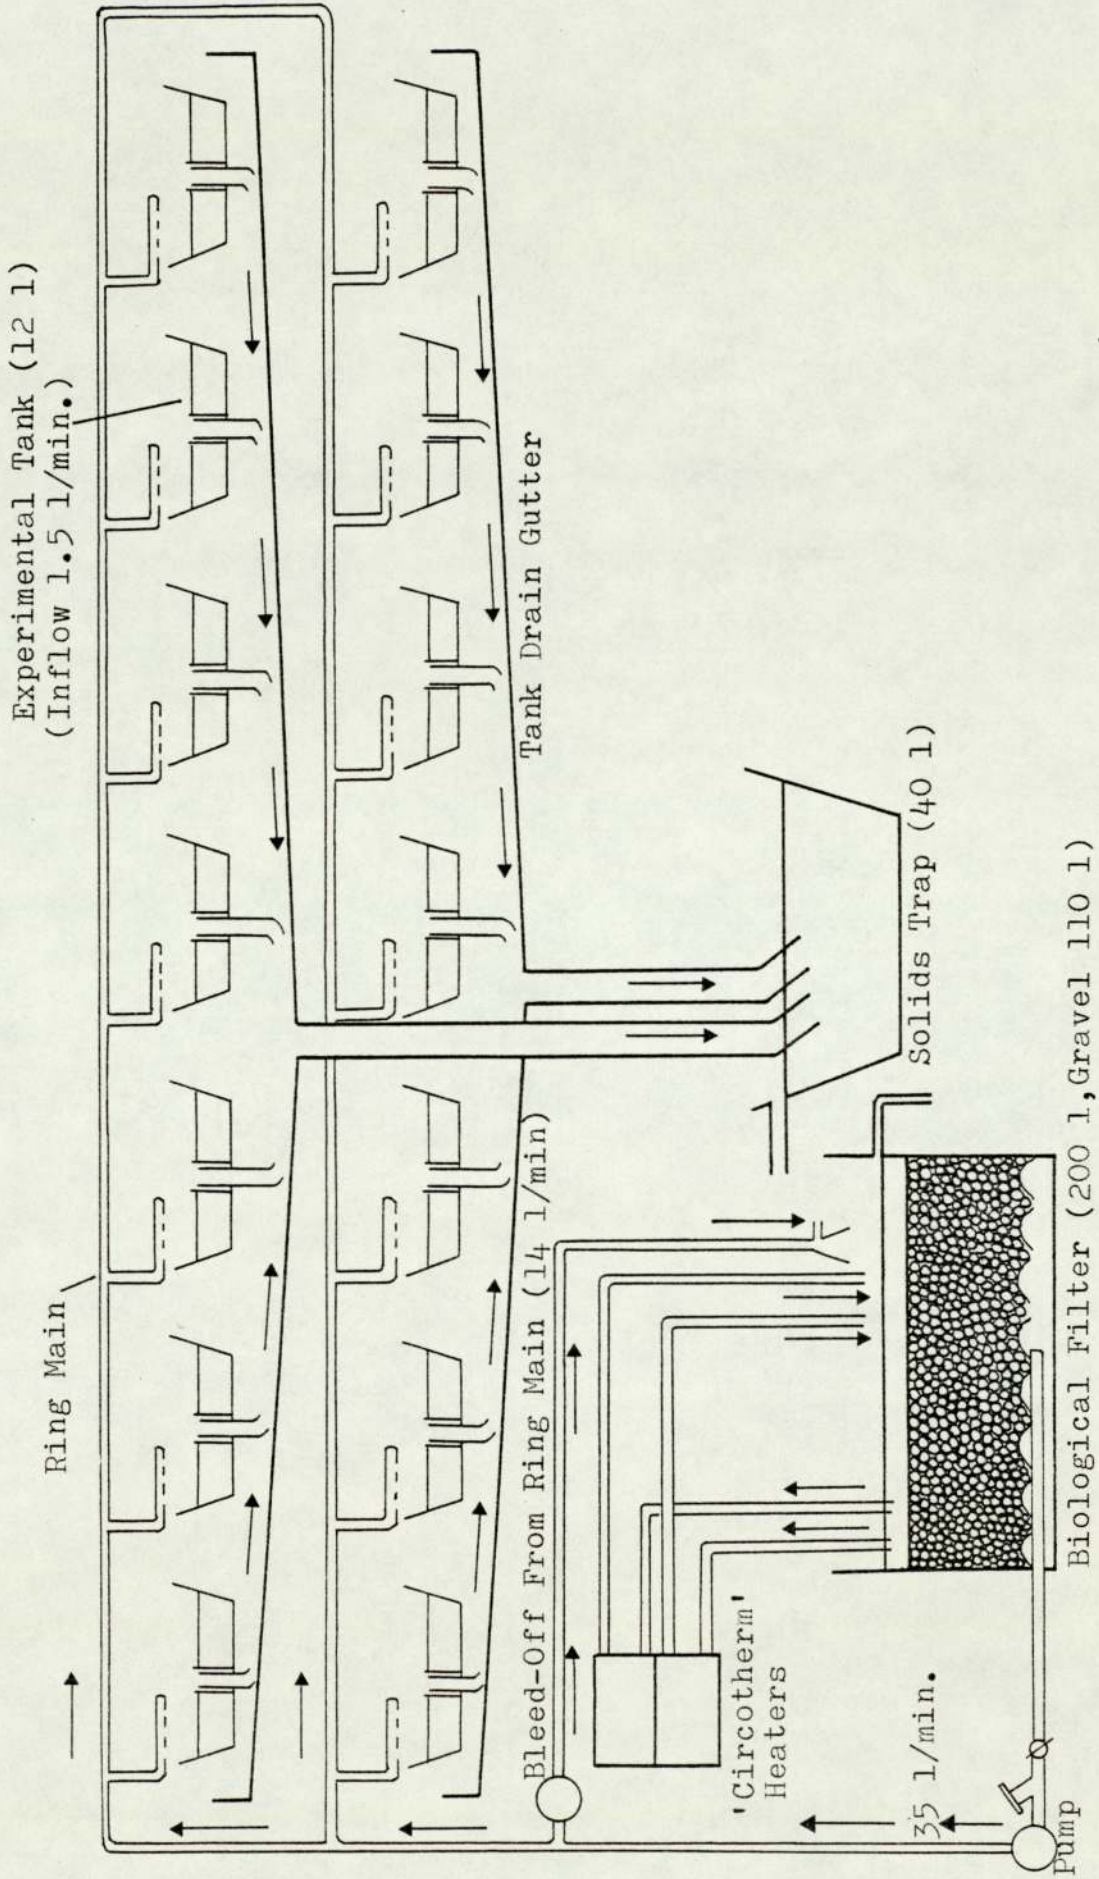 Experimental Tank (12 l)
(Inflow 1.5 l/min.)
Ring Main
Tank Drain Gutter
Bleed-Off From Ring Main (14 l/min)
Solids Trap (40 l)
'Circotherm'
Heaters
35 l/min.
Pump
Biological Filter (200 l,Gravel 110 l)